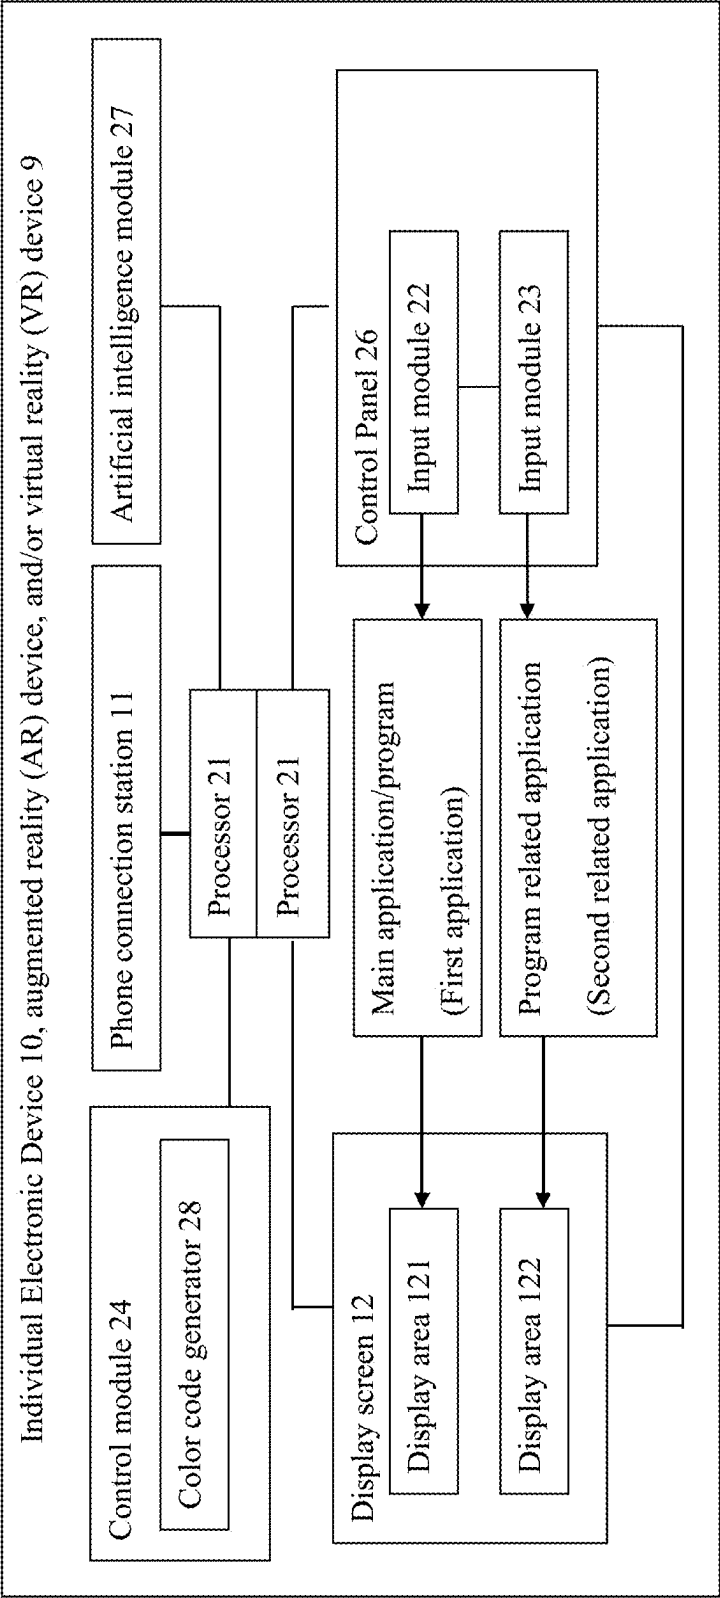 Individual Electronic Device 10, augmented reality (AR) device, and/or virtual reality (VR) device 9
Control module 24
Color code generator 28
Phone connection station 11
Artificial intelligence module 27
Processor 21
Processor 21
Display screen 12
Display area 121
Display area 122
Main application/program
(First application)
Program related application
(Second related application)
Control Panel 26
Input module 22
Input module 23